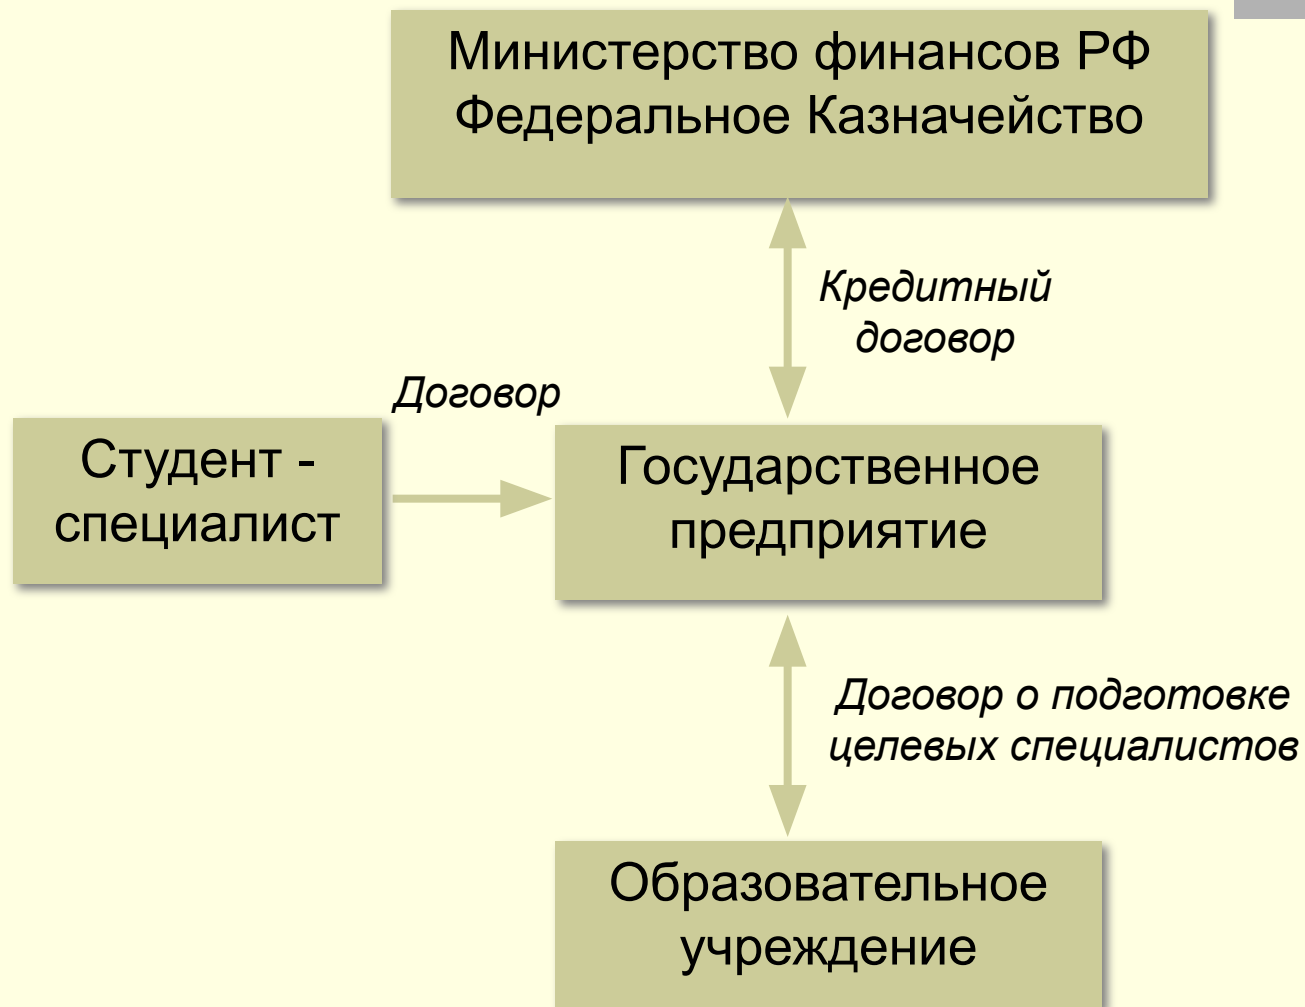 Министерство финансов РФ
Федеральное Казначейство
Кредитный
договор
Договор
Студент -
специалист
Государственное
предприятие
Договор о подготовке
целевых специалистов
Образовательное
учреждение